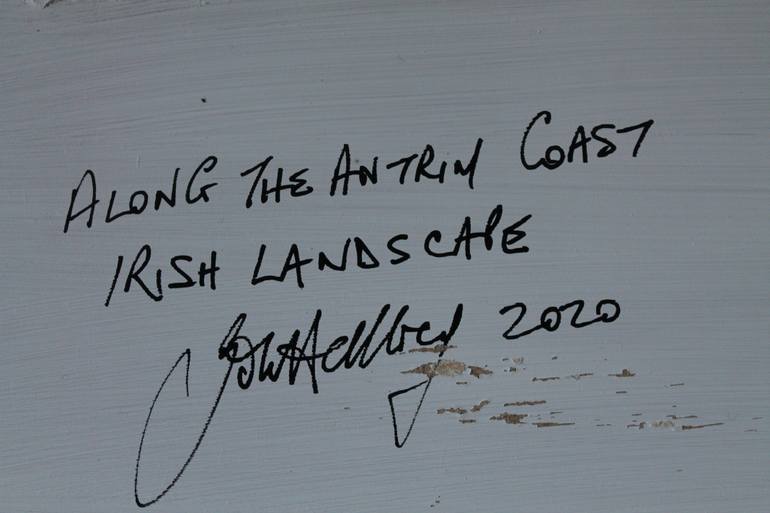 ALONG THE ANTRIM COAST
IRISH LANDSCAPE
2020